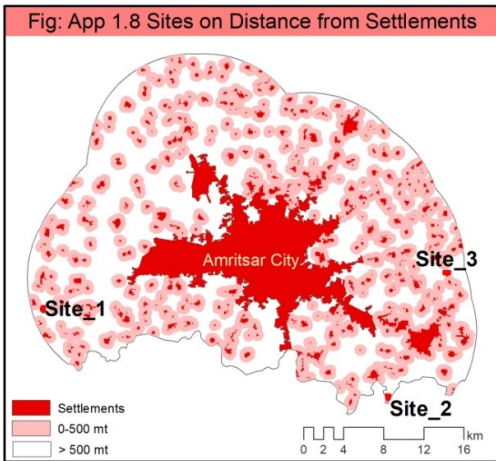 Fig: App 1.8 Sites on Distance from Settlements
Amritsar City
Site_3
Site_1
Site_2
Settlements
0-500 mt
> 500 mt
km
0 2 4 8 12 16